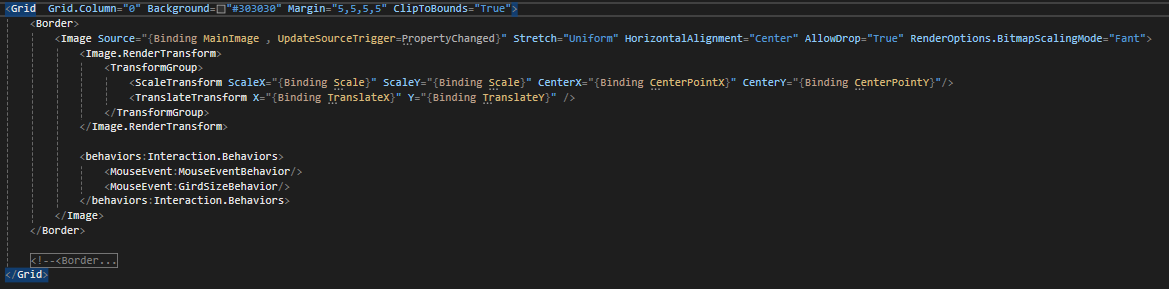 <Grid  Grid.Column="0" Background="#303030" Margin="5,5,5,5" ClipToBounds="True">
<Border>
<Image Source="{Binding MainImage , UpdateSourceTrigger=PropertyChanged}" Stretch="Uniform" HorizontalAlignment="Center" AllowDrop="True" RenderOptions.BitmapScalingMode="Fant">
<Image.RenderTransform>
<TransformGroup>
<ScaleTransform ScaleX="{Binding Scale}" ScaleY="{Binding Scale}" CenterX="{Binding CenterPointX}" CenterY="{Binding CenterPointY}"/>
<TranslateTransform X="{Binding TranslateX}" Y="{Binding TranslateY}" />
</TransformGroup>
</Image.RenderTransform>
<behaviors:Interaction.Behaviors>
<MouseEvent:MouseEventBehavior/>
<MouseEvent:GirdSizeBehavior/>
</behaviors:Interaction.Behaviors>
</Image>
</Border>
<!--<Border...
</Grid>